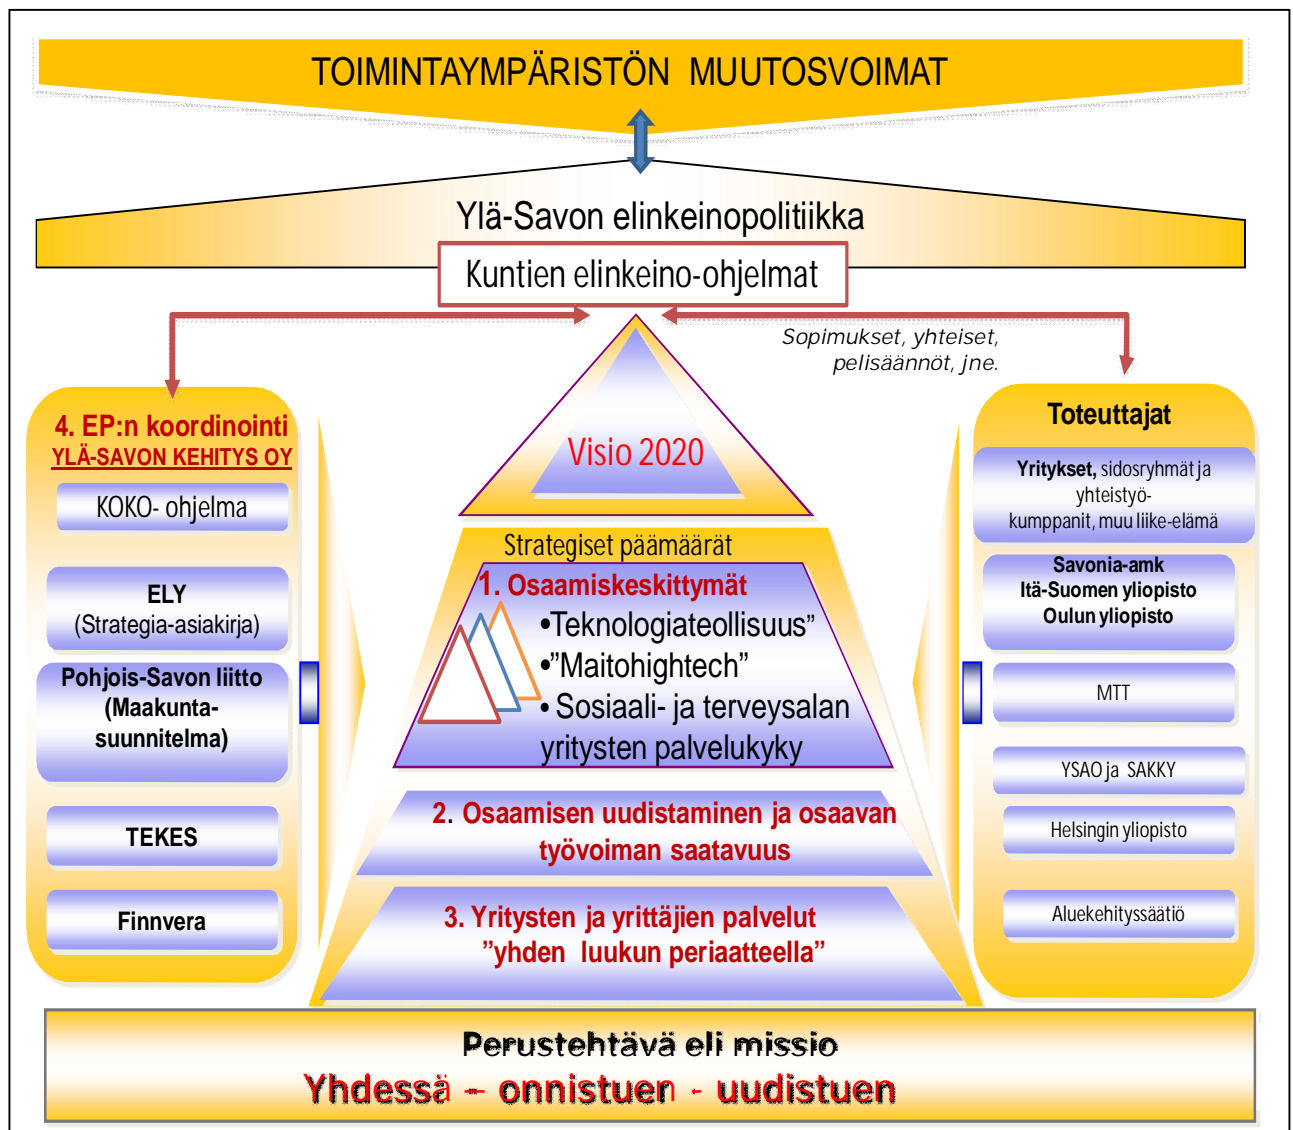 TOIMINTAYMPÄRISTÖN MUUTOSVOIMAT
Ylä-Savon elinkeinopolitiikka
Kuntien elinkeino-ohjelmat
Sopimukset, yhteiset,
pelisäännöt, jne.
4. EP:n koordinointi
YLÄ-SAVON KEHITYS OY
KOKO- ohjelma
ELY
(Strategia-asiakirja)
Pohjois-Savon liitto
(Maakunta-
suunnitelma)
TEKES
Finnvera
Visio 2020
Strategiset päämäärät
1. Osaamiskeskittymät
•Teknologiateollisuus”
•”Maitohightech”
• Sosiaali- ja terveysalan
yritysten palvelukyky
2. Osaamisen uudistaminen ja osaavan
työvoiman saatavuus
3. Yritysten ja yrittäjien palvelut
”yhden luukun periaatteella”
Toteuttajat
Yritykset, sidosryhmät ja
yhteistyö-
kumppanit, muu liike-elämä
Savonia-amk
Itä-Suomen yliopisto
Oulun yliopisto
MTT
YSAO ja SAKKY
Helsingin yliopisto
Aluekehityssäätiö
Perustehtävä eli missio
Yhdessä – onnistuen - uudistuen